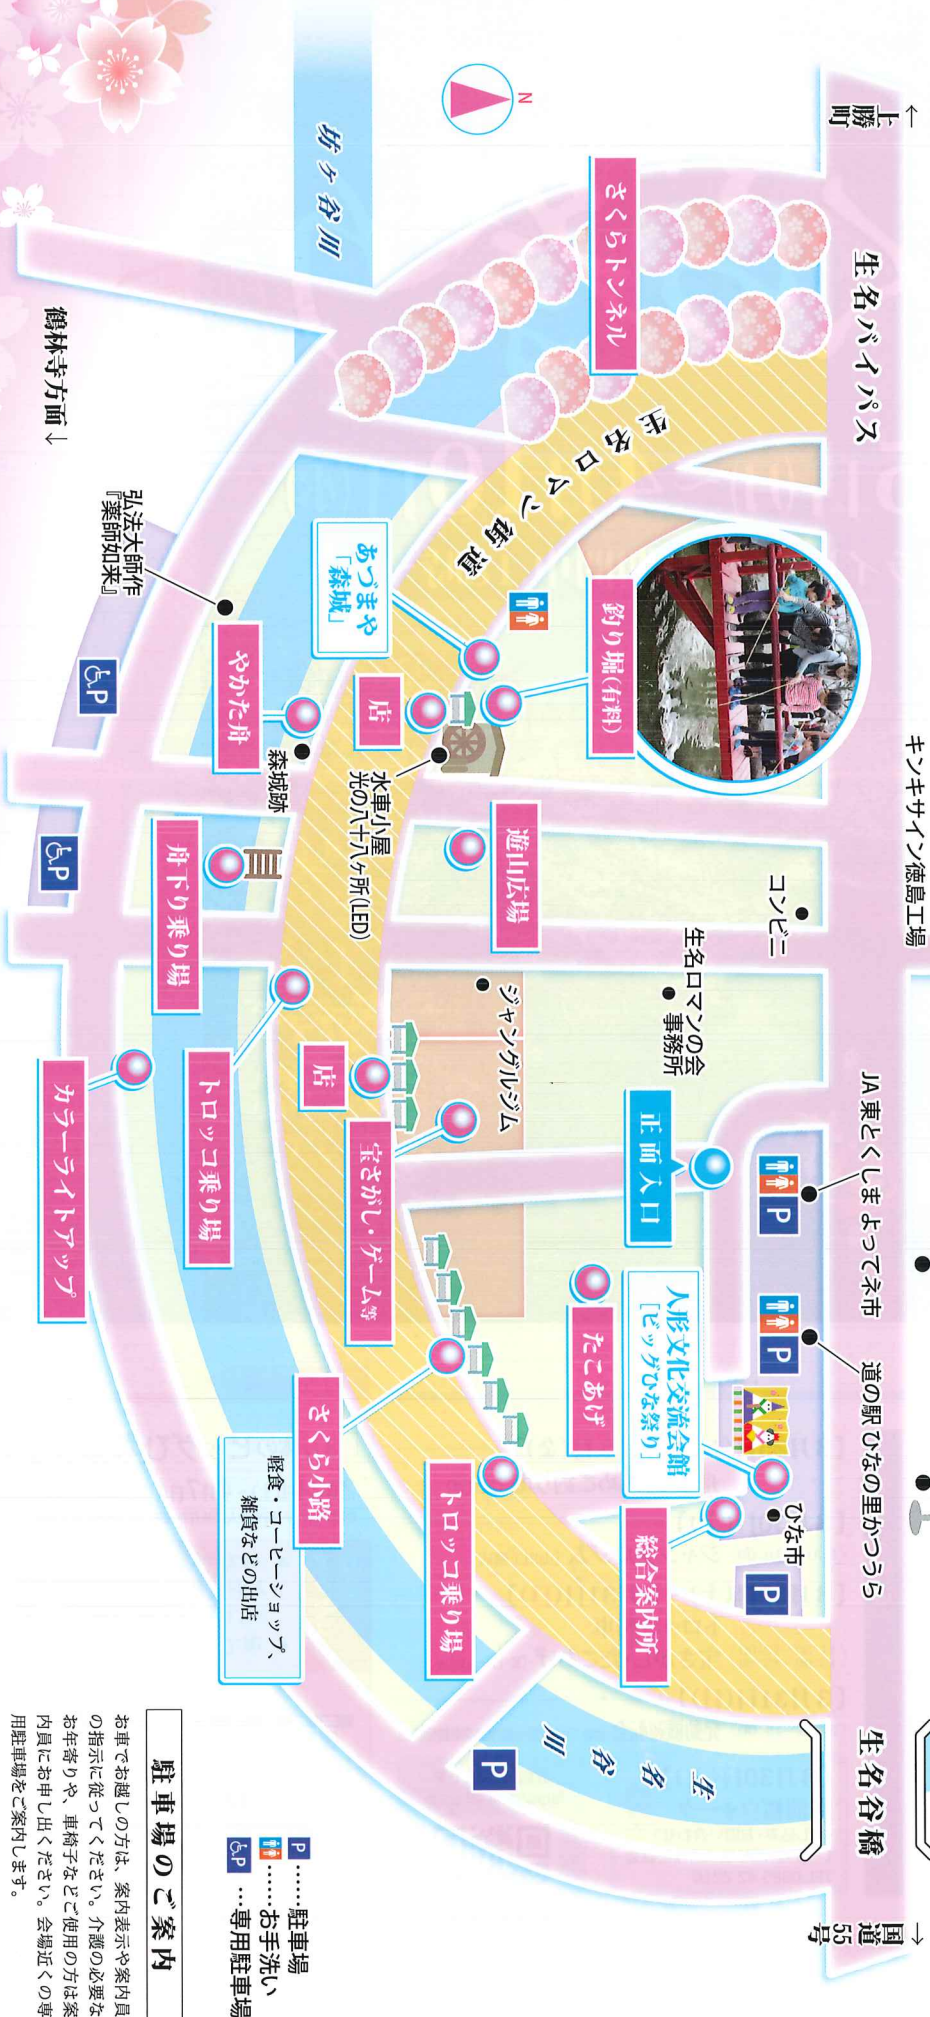 ←上勝町
生名バイパス
キンキサイン徳島工場
JA東とくしま よってネ市
道の駅ひなの里かつうら
生名谷橋
国道55号→
N
坊ヶ谷川
さくらトンネル
生名ロマン街道
釣り堀(有料)
あづまや
「森城」
店
水車小屋
光の八十八ヶ所(LED)
遊山広場
コンビニ
生名ロマンの会
事務所
ジャングルジム
正面入口
P
P
人形文化交流会館
[ビッグひな祭り]
たこあげ
ひな市
総合案内所
P
鶴林寺方面↓
弘法大師作
『薬師如来』
やかた舟
森城跡
P
P
舟下り乗り場
トロッコ乗り場
店
宝さがし・ゲーム等
カラーライトアップ
さくら小路
軽食・コーヒーショップ、
雑貨などの出店
トロッコ乗り場
P
生名谷川
P……駐車場
……お手洗い
P…専用駐車場
駐車場のご案内
お車でお越しの方は、案内表示や案内員
の指示に従ってください。介護の必要な
お年寄りや、車椅子などご使用の方は案
内員にお申し出ください。会場近くの専
用駐車場をご案内します。